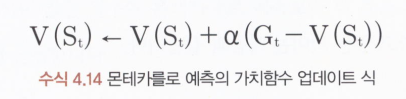 V(Sₜ) ← V(Sₜ) + α(Gₜ − V(Sₜ))
수식 4.14 몬테카를로 예측의 가치함수 업데이트 식